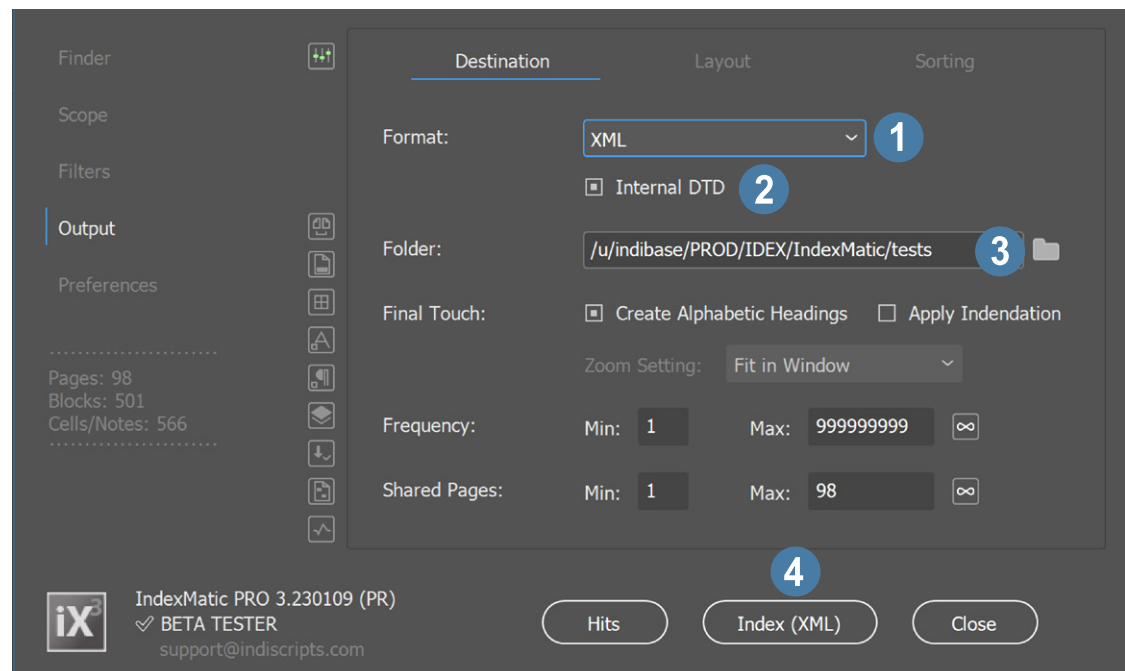 Finder
Scope
Filters
Output
Preferences
Pages: 98
Blocks: 501
Cells/Notes: 566
Destination Layout Sorting
Format: XML 1
Internal DTD 2
Folder: /u/indibase/PROD/IDEX/IndexMatic/tests 3
Final Touch: Create Alphabetic Headings Apply Indendation
Zoom Setting: Fit in Window
Frequency: Min: 1 Max: 999999999 ∞
Shared Pages: Min: 1 Max: 98 ∞
4
iX3
IndexMatic PRO 3.230109 (PR)
BETA TESTER
support@indiscripts.com
Hits Index (XML) Close